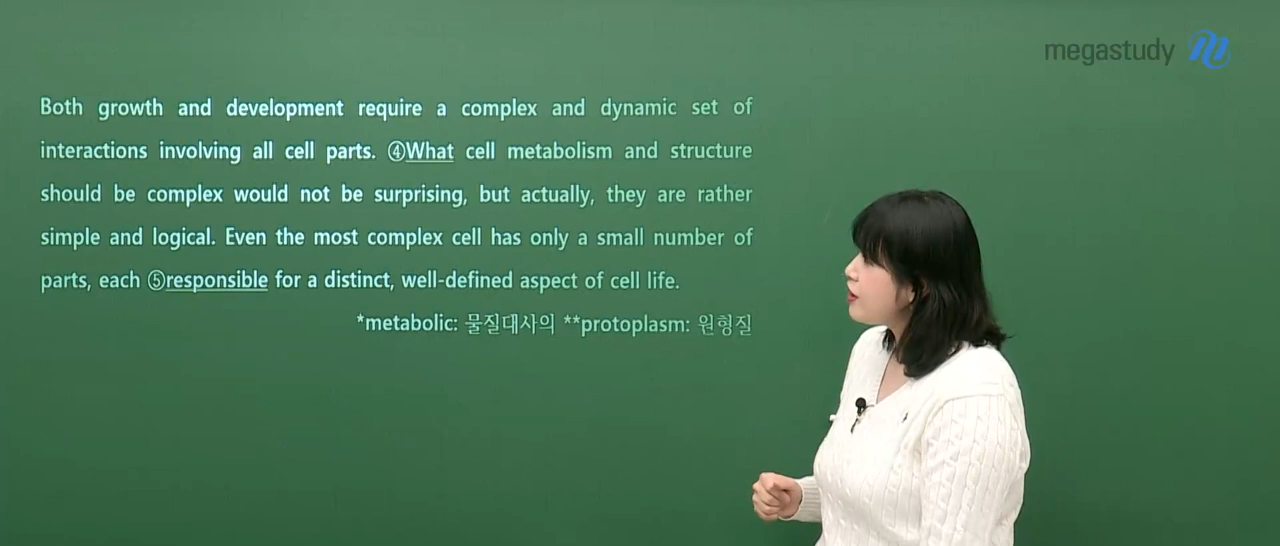 megastudy
Both growth and development require a complex and dynamic set of
interactions involving all cell parts. ④What cell metabolism and structure
should be complex would not be surprising, but actually, they are rather
simple and logical. Even the most complex cell has only a small number of
parts, each ⑤responsible for a distinct, well-defined aspect of cell life.
*metabolic: 물질대사의 **protoplasm: 원형질